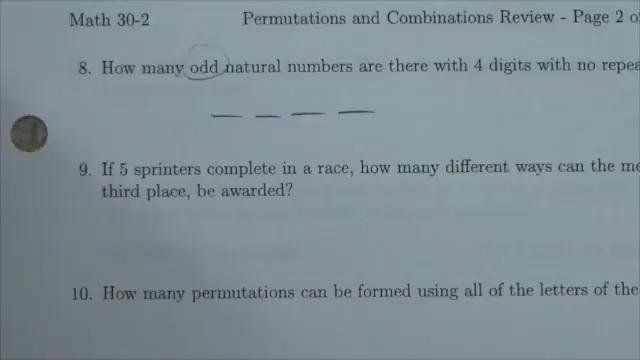 Math 30-2 Permutations and Combinations Review - Page 2 o
8. How many odd natural numbers are there with 4 digits with no repea
9. If 5 sprinters complete in a race, how many different ways can the me
third place, be awarded?
10. How many permutations can be formed using all of the letters of the